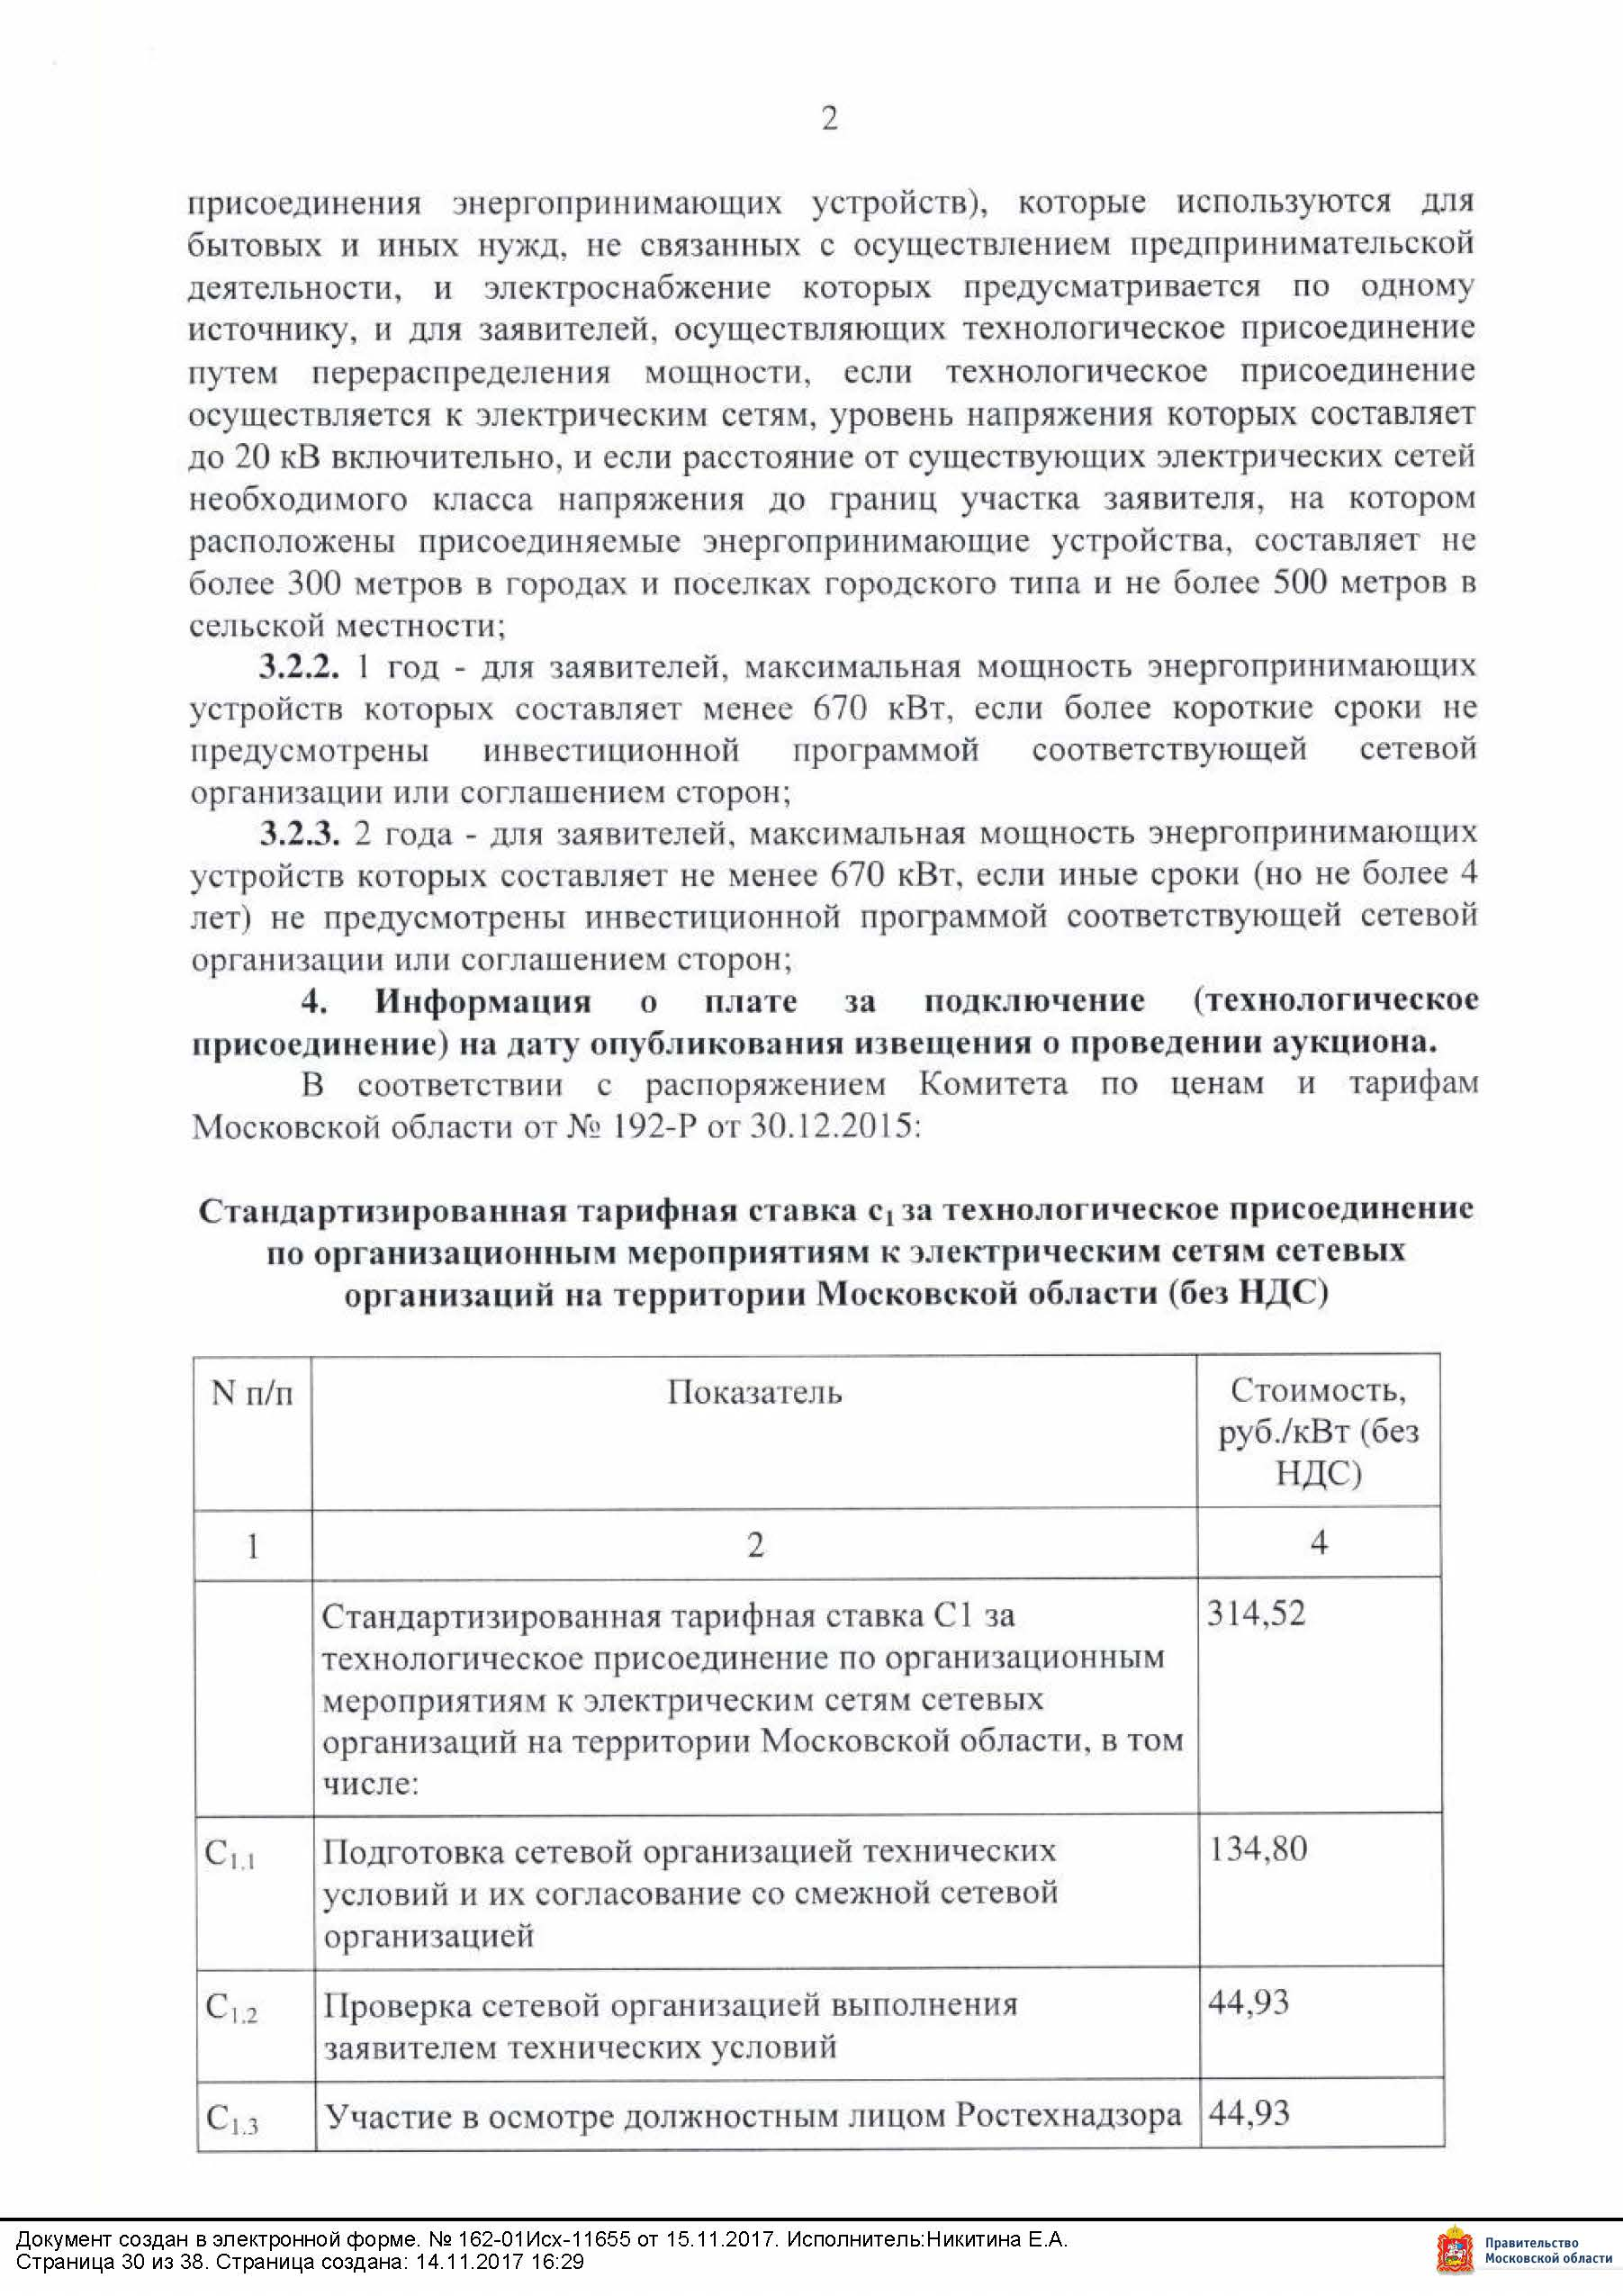 2
присоединения энергопринимающих устройств), которые используются для
бытовых и иных нужд, не связанных с осуществлением предпринимательской
деятельности, и электроснабжение которых предусматривается по одному
источнику, и для заявителей, осуществляющих технологическое присоединение
путем перераспределения мощности, если технологическое присоединение
осуществляется к электрическим сетям, уровень напряжения которых составляет
до 20 кВ включительно, и если расстояние от существующих электрических сетей
необходимого класса напряжения до границ участка заявителя, на котором
расположены присоединяемые энергопринимающие устройства, составляет не
более 300 метров в городах и поселках городского типа и не более 500 метров в
сельской местности;
3.2.2. 1 год - для заявителей, максимальная мощность энергопринимающих
устройств которых составляет менее 670 кВт, если более короткие сроки не
предусмотрены инвестиционной программой соответствующей сетевой
организации или соглашением сторон;
3.2.3. 2 года - для заявителей, максимальная мощность энергопринимающих
устройств которых составляет не менее 670 кВт, если иные сроки (но не более 4
лет) не предусмотрены инвестиционной программой соответствующей сетевой
организации или соглашением сторон;
4. Информация о плате за подключение (технологическое
присоединение) на дату опубликования извещения о проведении аукциона.
В соответствии с распоряжением Комитета по ценам и тарифам
Московской области от № 192-Р от 30.12.2015:
Стандартизированная тарифная ставка с1 за технологическое присоединение
по организационным мероприятиям к электрическим сетям сетевых
организаций на территории Московской области (без НДС)
N п/п Показатель Стоимость,
руб./кВт (без
НДС)
1 2 4
Стандартизированная тарифная ставка С1 за 314,52
технологическое присоединение по организационным
мероприятиям к электрическим сетям сетевых
организаций на территории Московской области, в том
числе:
С1.1 Подготовка сетевой организацией технических 134,80
условий и их согласование со смежной сетевой
организацией
С1.2 Проверка сетевой организацией выполнения 44,93
заявителем технических условий
С1.3 Участие в осмотре должностным лицом Ростехнадзора 44,93
Документ создан в электронной форме. № 162-01Исх-11655 от 15.11.2017. Исполнитель:Никитина Е.А.
Страница 30 из 38. Страница создана: 14.11.2017 16:29
Правительство
Московской области